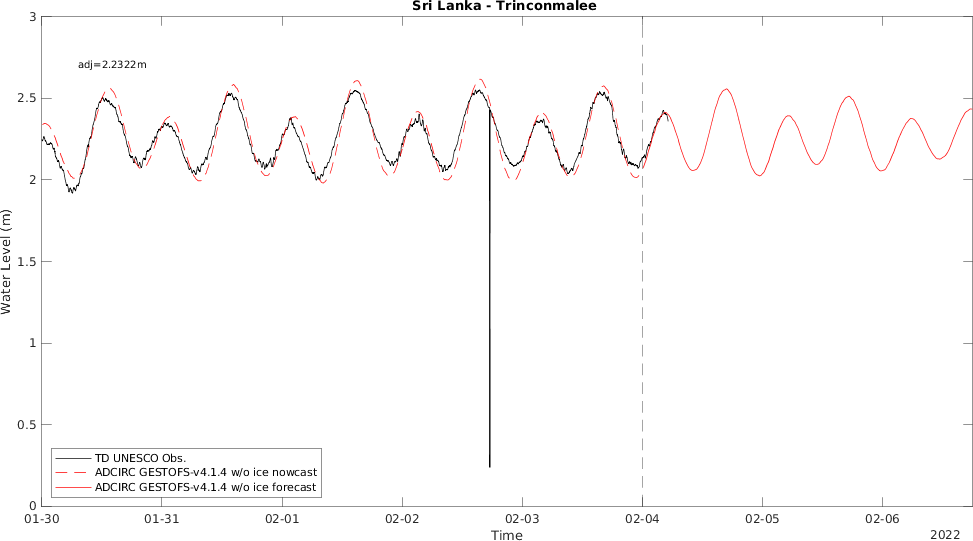 Sri Lanka - Trinconmalee
adj=2.2322m
3
2.5
2
1.5
1
0.5
0
Water Level (m)
TD UNESCO Obs.
ADCIRC GESTOFS-v4.1.4 w/o ice nowcast
ADCIRC GESTOFS-v4.1.4 w/o ice forecast
01-30 01-31 02-01 02-02 02-03 02-04 02-05 02-06
Time
2022